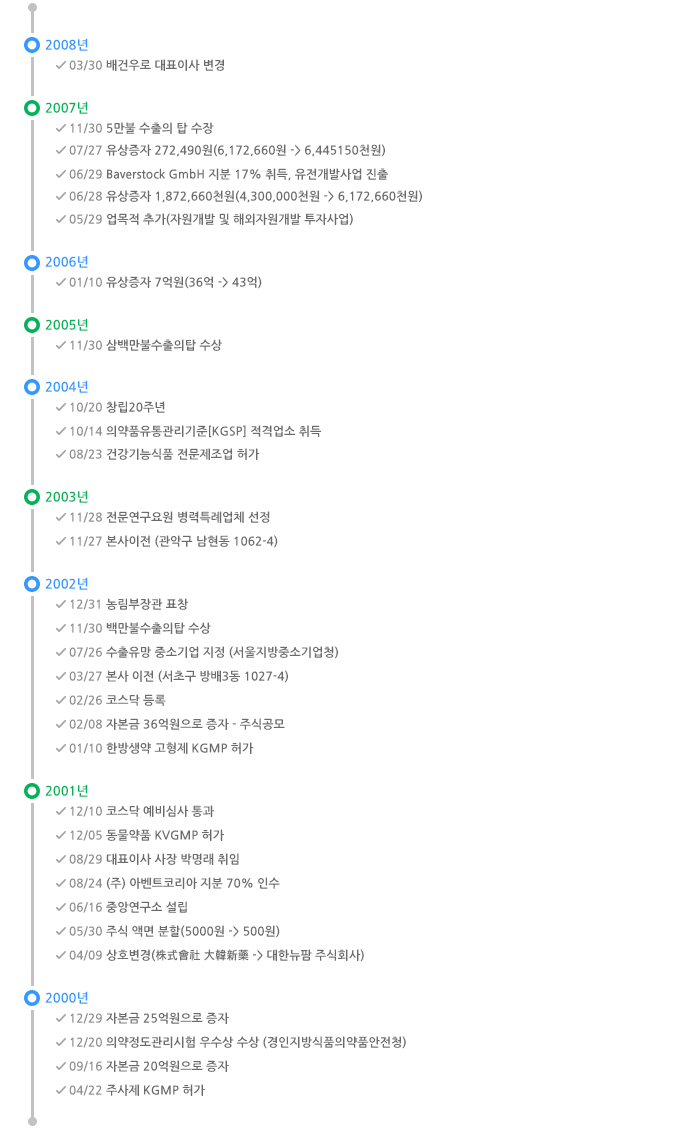 2008년
03/30 배건우로 대표이사 변경
2007년
11/30 5만불 수출의 탑 수장
07/27 유상증자 272,490원(6,172,660원 -> 6,445150천원)
06/29 Baverstock GmbH 지분 17% 취득, 유전개발사업 진출
06/28 유상증자 1,872,660천원(4,300,000천원 -> 6,172,660천원)
05/29 업목적 추가(자원개발 및 해외자원개발 투자사업)
2006년
01/10 유상증자 7억원(36억 -> 43억)
2005년
11/30 삼백만불수출의탑 수상
2004년
10/20 창립20주년
10/14 의약품유통관리기준[KGSP] 적격업소 취득
08/23 건강기능식품 전문제조업 허가
2003년
11/28 전문연구요원 병력특레업체 선정
11/27 본사이전 (관악구 남현동 1062-4)
2002년
12/31 농림부장관 표창
11/30 백만불수출의탑 수상
07/26 수출유망 중소기업 지정 (서울지방중소기업청)
03/27 본사 이전 (서초구 방배3동 1027-4)
02/26 코스닥 등록
02/08 자본금 36억원으로 증자 - 주식공모
01/10 한방생약 고형제 KGMP 허가
2001년
12/10 코스닥 예비심사 통과
12/05 동물약품 KVGMP 허가
08/29 대표이사 사장 박명래 취임
08/24 (주) 아벤트코리아 지분 70% 인수
06/16 중앙연구소 설립
05/30 주식 액면 분할(5000원 -> 500원)
04/09 상호변경(株式會社 大韓新藥 -> 대한뉴팜 주식회사)
2000년
12/29 자본금 25억원으로 증자
12/20 의약정도관리시험 우수상 수상 (경인지방식품의약품안전청)
09/16 자본금 20억원으로 증자
04/22 주사제 KGMP 허가